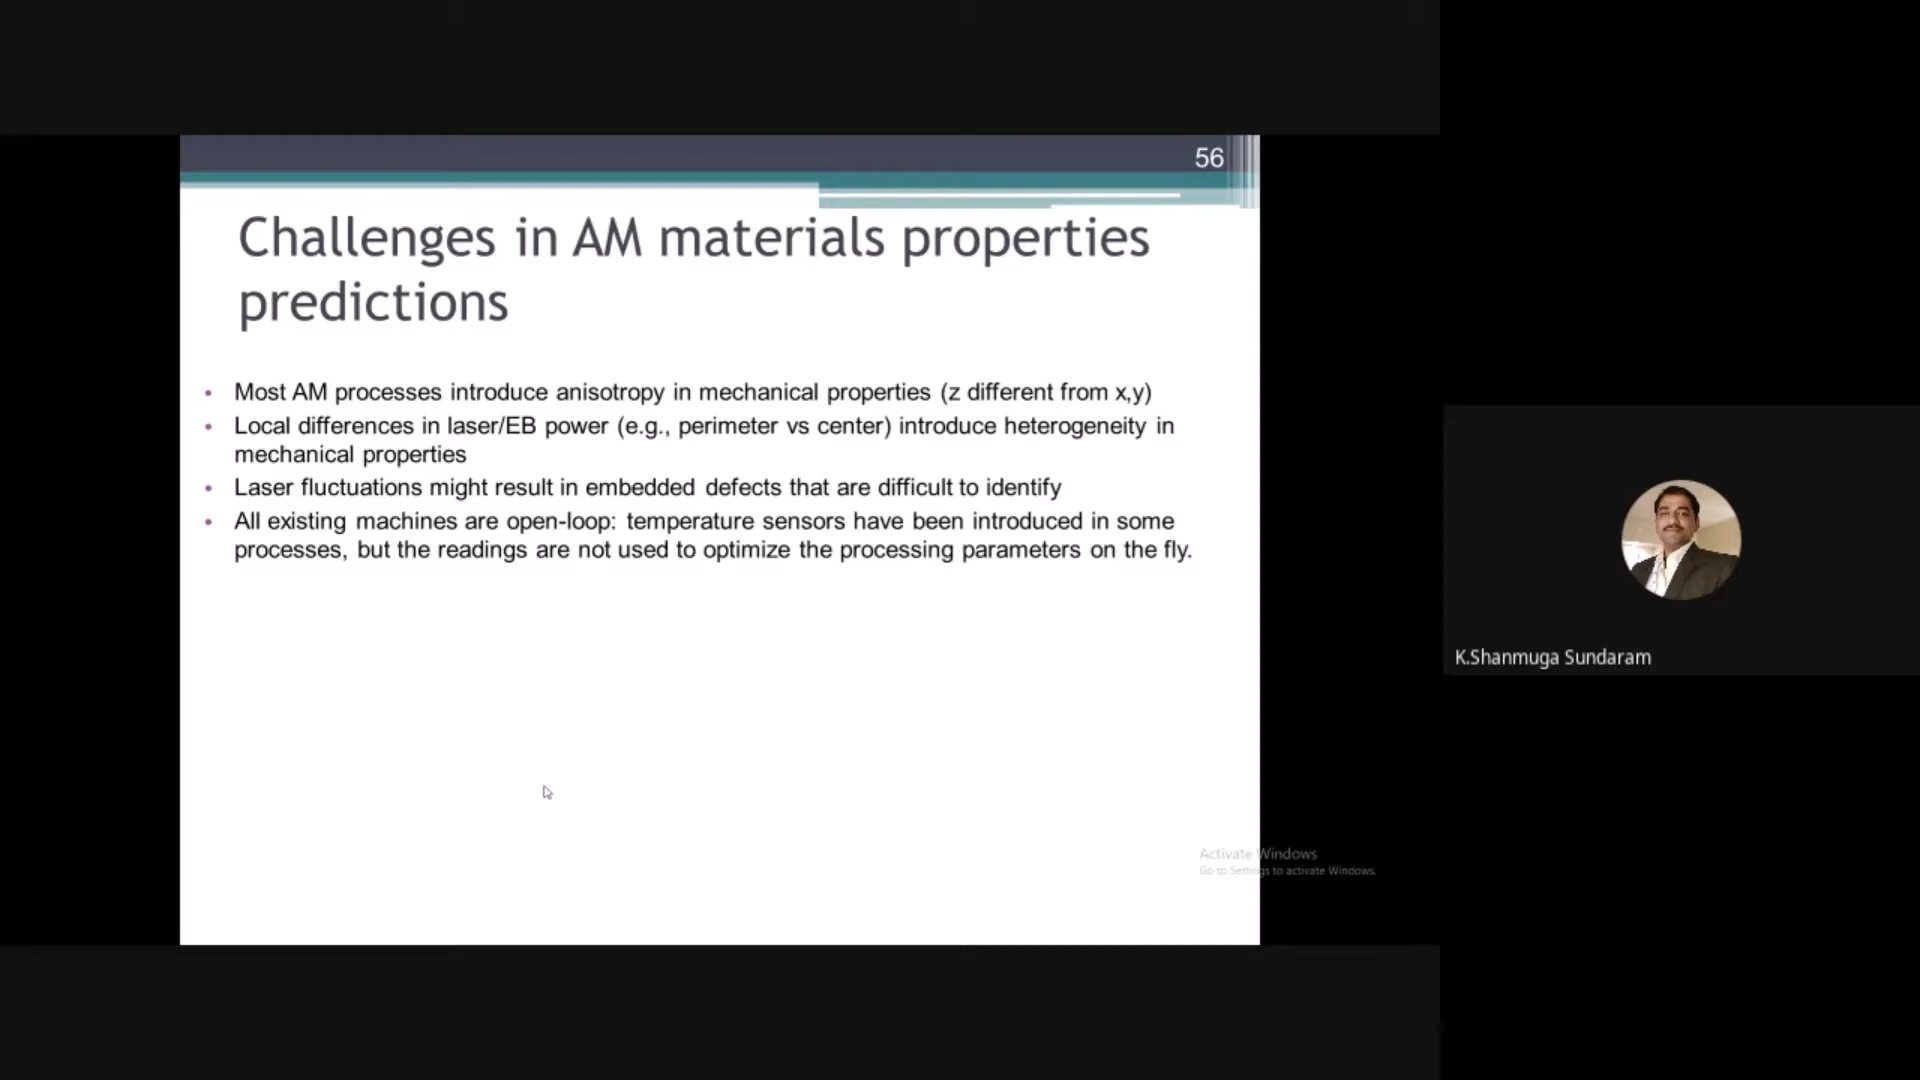 56
Challenges in AM materials properties
predictions
• Most AM processes introduce anisotropy in mechanical properties (z different from x,y)
• Local differences in laser/EB power (e.g., perimeter vs center) introduce heterogeneity in
mechanical properties
• Laser fluctuations might result in embedded defects that are difficult to identify
• All existing machines are open-loop: temperature sensors have been introduced in some
processes, but the readings are not used to optimize the processing parameters on the fly.
K.Shanmuga Sundaram
Activate Windows
Go to Settings to activate Windows.